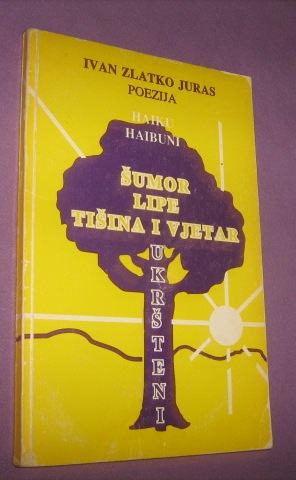 IVAN ZLATKO JURAS
POEZIJA
HAIKU
HAIBUNI
ŠUMOR
LIPE
TIŠINA I VJETAR
UKRŠTENI